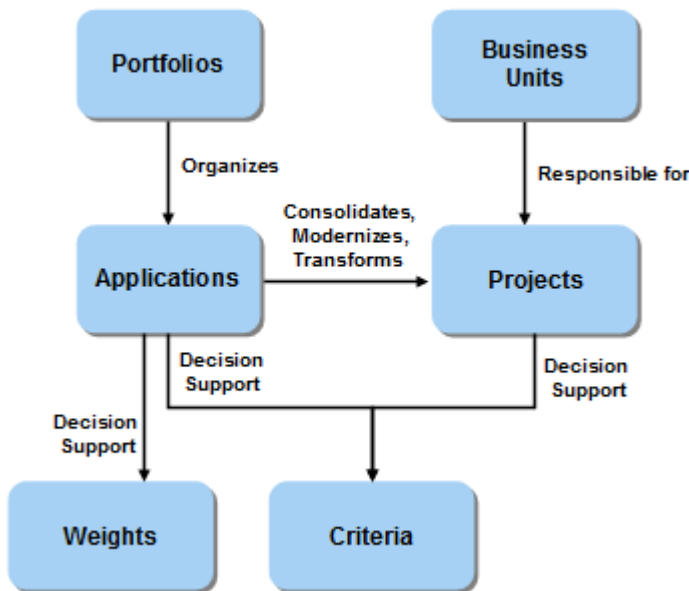 Portfolios
Business
Units
Organizes
Responsible for
Consolidates,
Modernizes,
Transforms
Applications
Projects
Decision
Support
Decision
Support
Decision
Support
Weights
Criteria